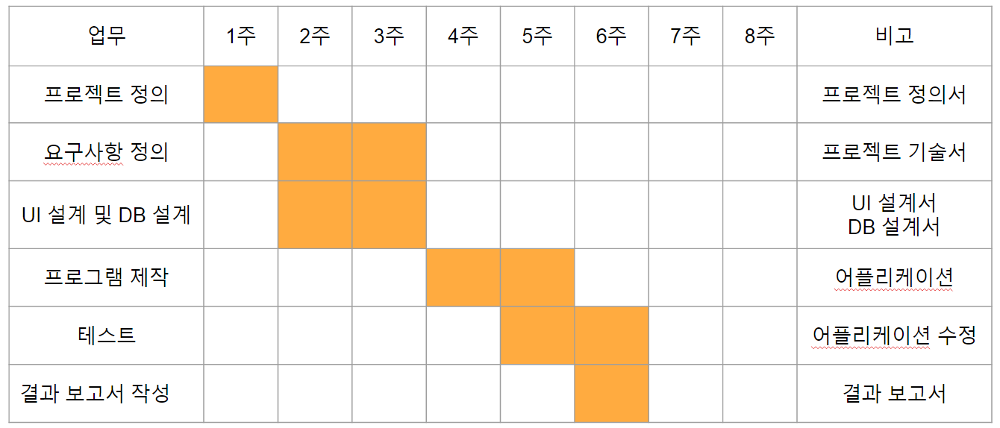 업무 1주 2주 3주 4주 5주 6주 7주 8주 비고
프로젝트 정의 프로젝트 정의서
요구사항 정의 프로젝트 기술서
UI 설계 및 DB 설계 UI 설계서
DB 설계서
프로그램 제작 어플리케이션
테스트 어플리케이션 수정
결과 보고서 작성 결과 보고서